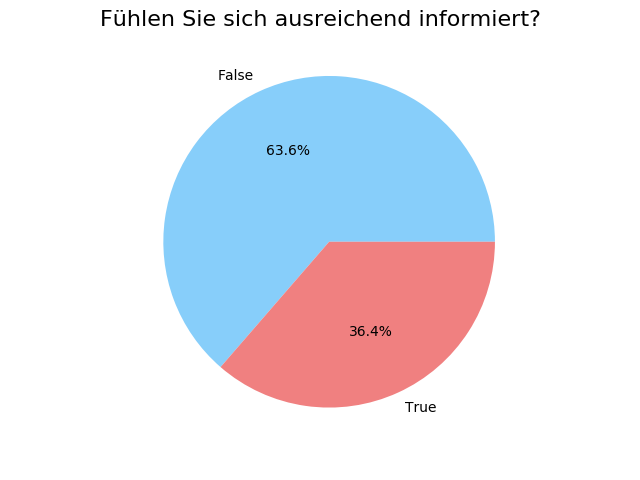 Fühlen Sie sich ausreichend informiert?
False
63.6%
36.4%
True